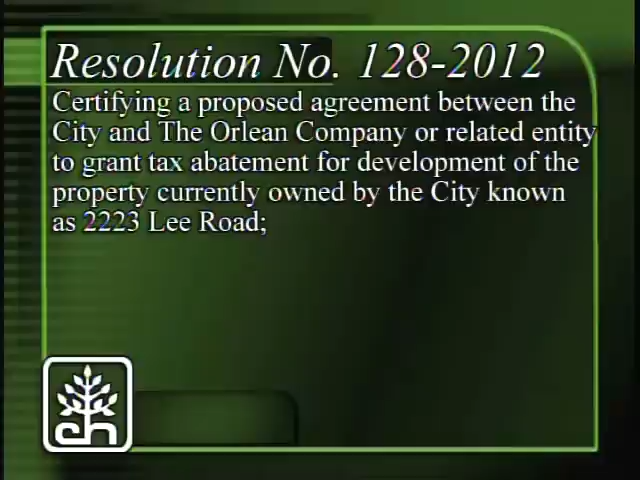 Resolution No. 128-2012
Certifying a proposed agreement between the
City and The Orlean Company or related entity
to grant tax abatement for development of the
property currently owned by the City known
as 2223 Lee Road;
ch